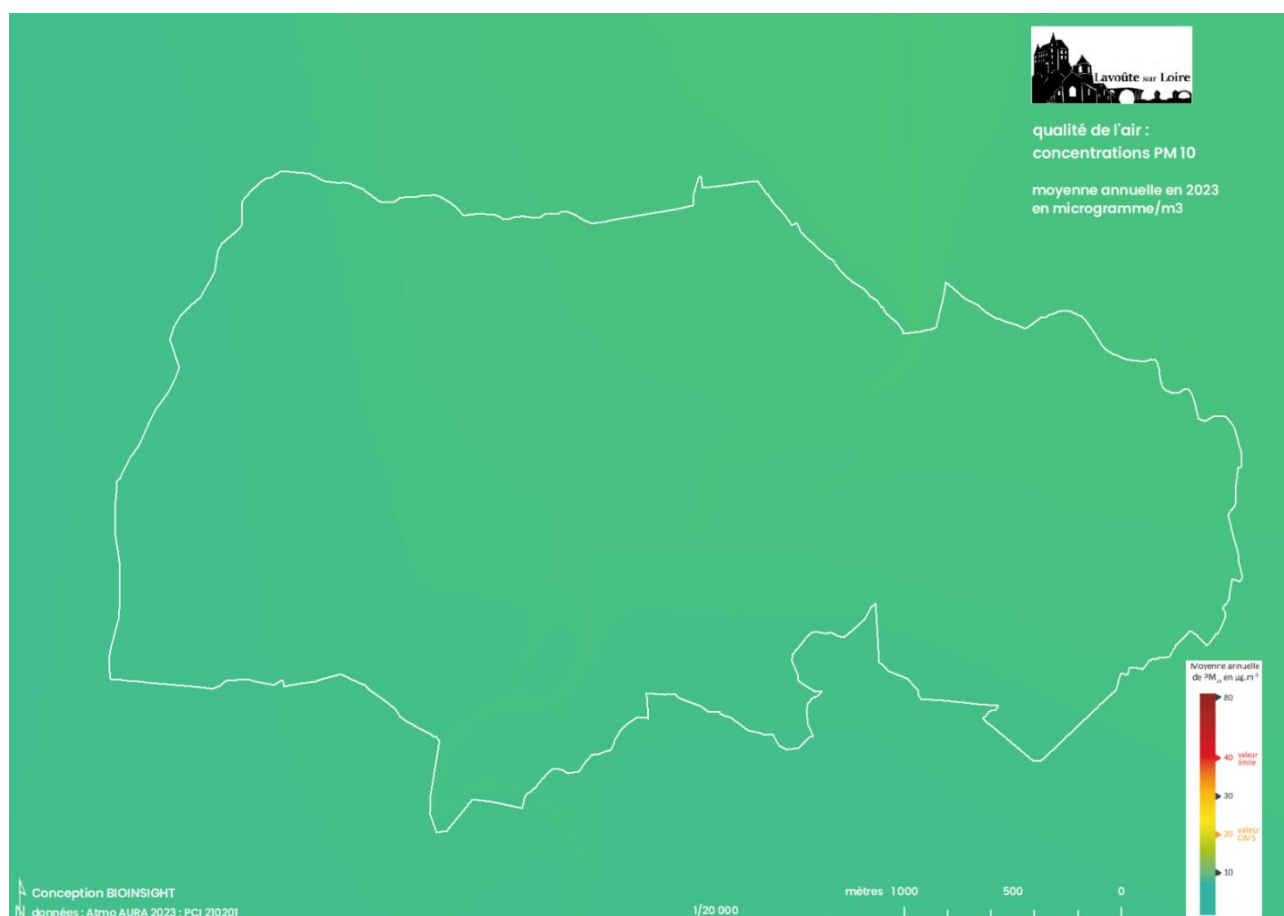 Lavoûte sur Loire
qualité de l'air :
concentrations PM 10
moyenne annuelle en 2023
en microgramme/m3
Moyenne annuelle
de PM₁₀ en µg.m⁻³
80
40 valeur
limite
30
20 valeur
OMS
10
Conception BIOINSIGHT
N données : Atmo AURA 2023 ; PCI 210201
1/20 000
mètres 1000 500 0